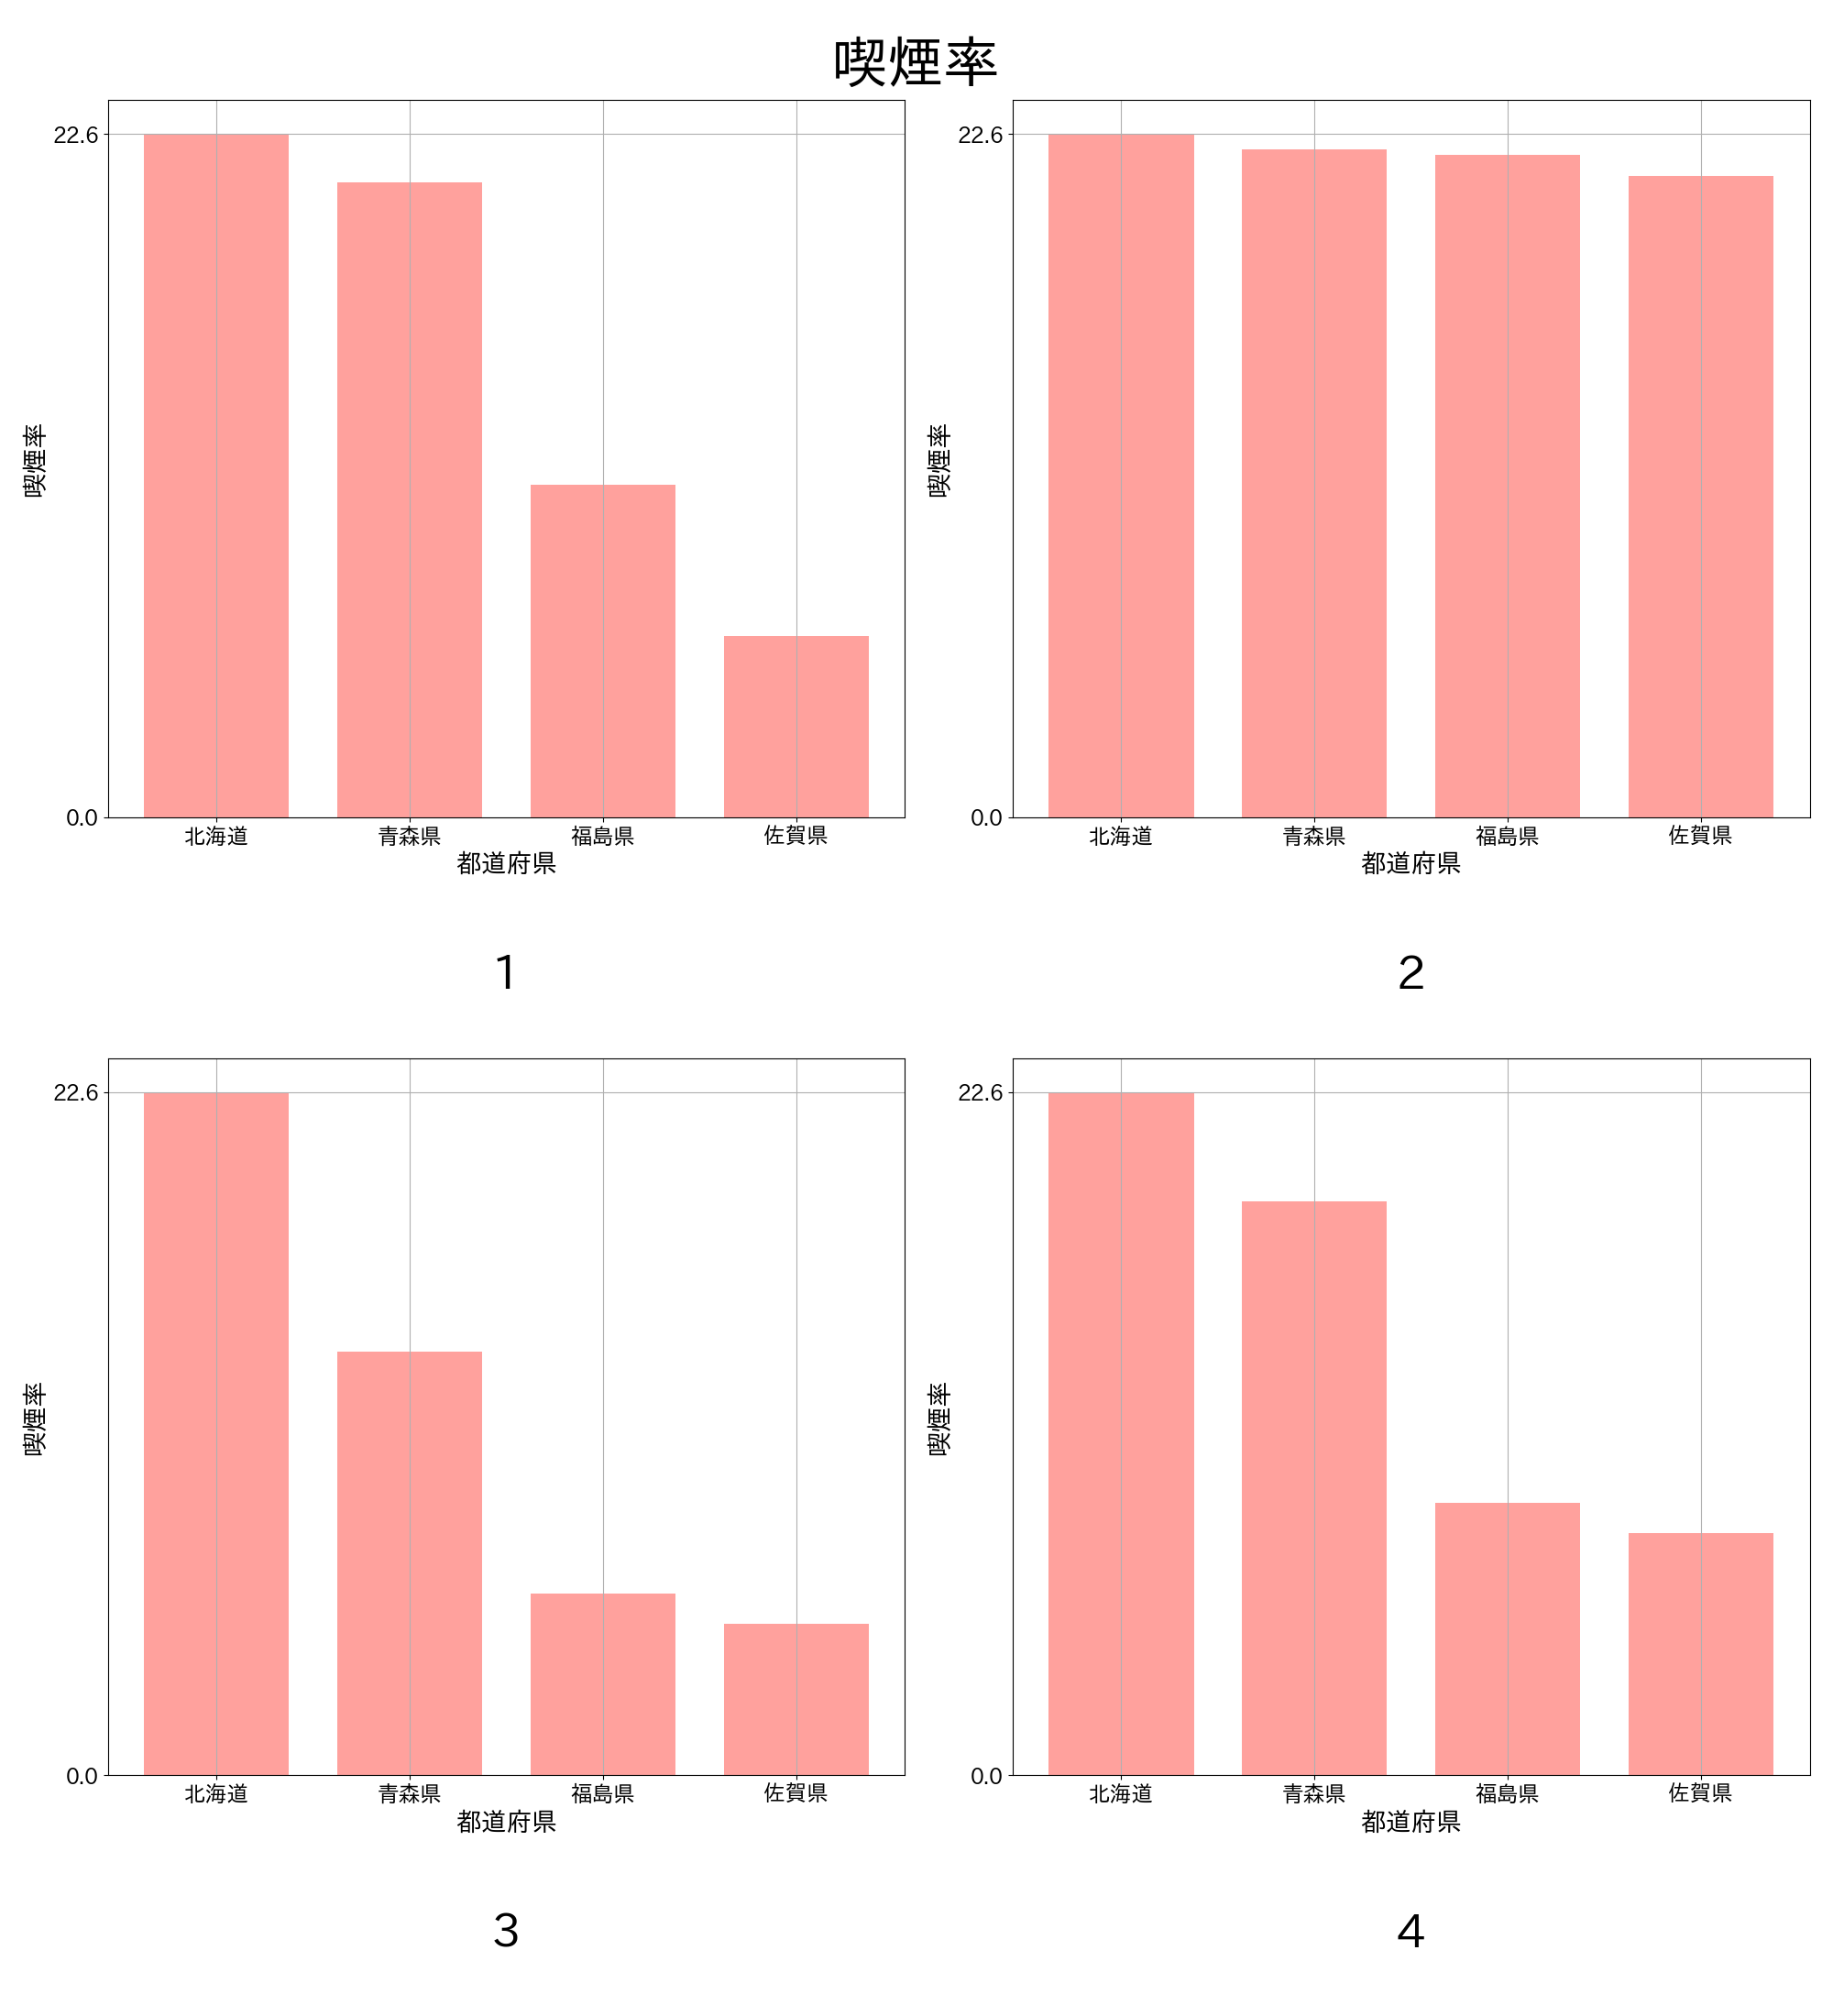 喫煙率
22.6
0.0
喫煙率
北海道 青森県 福島県 佐賀県
都道府県
1
22.6
0.0
喫煙率
北海道 青森県 福島県 佐賀県
都道府県
2
22.6
0.0
喫煙率
北海道 青森県 福島県 佐賀県
都道府県
3
22.6
0.0
喫煙率
北海道 青森県 福島県 佐賀県
都道府県
4